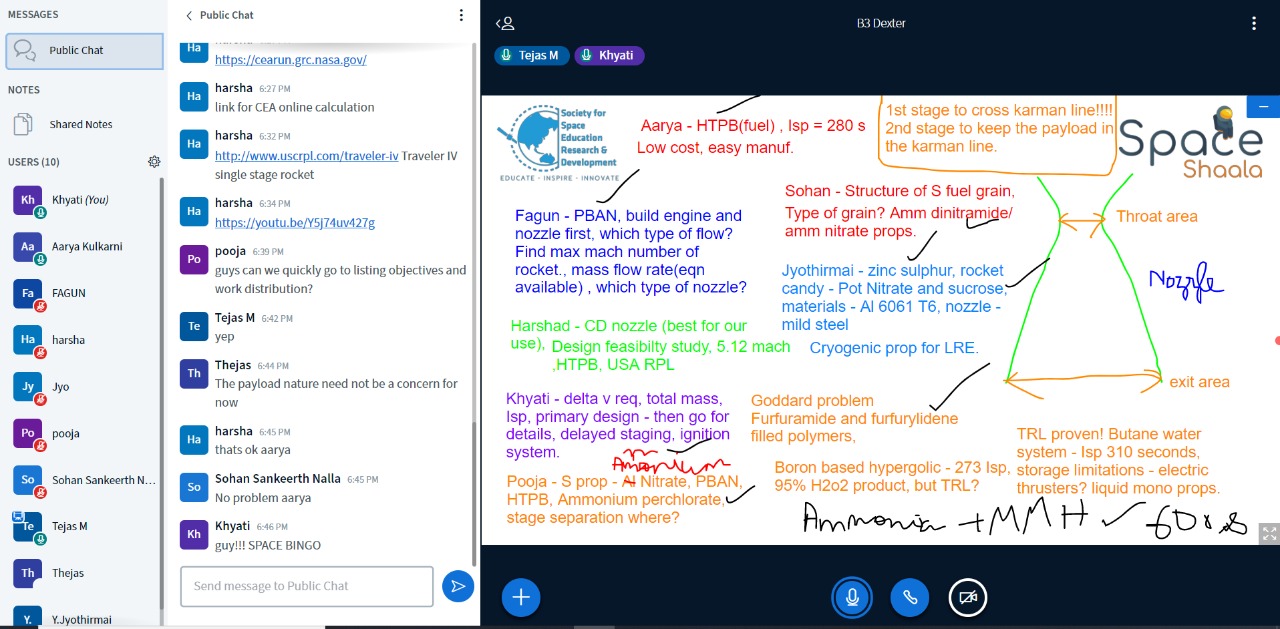 MESSAGES
Public Chat
NOTES
Shared Notes
USERS (10)
Kh
Khyati (You)
Aa
Aarya Kulkarni
Fa
FAGUN
Ha
harsha
Jy
Jyo
po
pooja
So
Sohan Sankeerth N...
Te
Tejas M
Th
Thejas
Y.
Y.Jyothirmai
Public Chat
Ha
harsha
https://cearun.grc.nasa.gov/
Ha
harsha 6:27 PM
link for CEA online calculation
Ha
harsha 6:32 PM
http://www.uscrpl.com/traveler-iv Traveler IV
single stage rocket
Ha
harsha 6:34 PM
https://youtu.be/Y5J74uv427g
Po
pooja 6:39 PM
guys can we quickly go to listing objectives and
work distribution?
Te
Tejas M 6:42 PM
yep
Th
Thejas 6:44 PM
The payload nature need not be a concern for
now
Ha
harsha 6:45 PM
thats ok aarya
So
Sohan Sankeerth Nalla 6:45 PM
No problem aarya
Kh
Khyati 6:46 PM
guy!!! SPACE BINGO
Send message to Public Chat
B3 Dexter
Tejas M
Khyati
Society for
Space
Education
Research &
Development
EDUCATE - INSPIRE - INNOVATE
Aarya - HTPB(fuel) , Isp = 280 s
Low cost, easy manuf.
1st stage to cross karman line!!!!
2nd stage to keep the payload in
the karman line.
Space
Shaala
Fagun - PBAN, build engine and
nozzle first, which type of flow?
Find max mach number of
rocket., mass flow rate(eqn
available) , which type of nozzle?
Sohan - Structure of S fuel grain,
Type of grain? Amm dinitramide/
amm nitrate props.
Throat area
Jyothirmai - zinc sulphur, rocket
candy - Pot Nitrate and sucrose,
materials - Al 6061 T6, nozzle -
mild steel
Nozzle
Harshad - CD nozzle (best for our
use),
Design feasibilty study, 5.12 mach
,HTPB, USA RPL
Cryogenic prop for LRE.
exit area
Khyati - delta v req, total mass,
Isp, primary design - then go for
details, delayed staging, ignition
system.
Goddard problem
Furfuramide and furfurylidene
filled polymers,
Pooja - S prop - Al Nitrate, PBAN,
HTPB, Ammonium perchlorate,
stage separation where?
Boron based hypergolic - 273 Isp,
95% H2o2 product, but TRL?
TRL proven! Butane water
system - Isp 310 seconds,
storage limitations - electric
thrusters? liquid mono props.
Ammonia + MMH